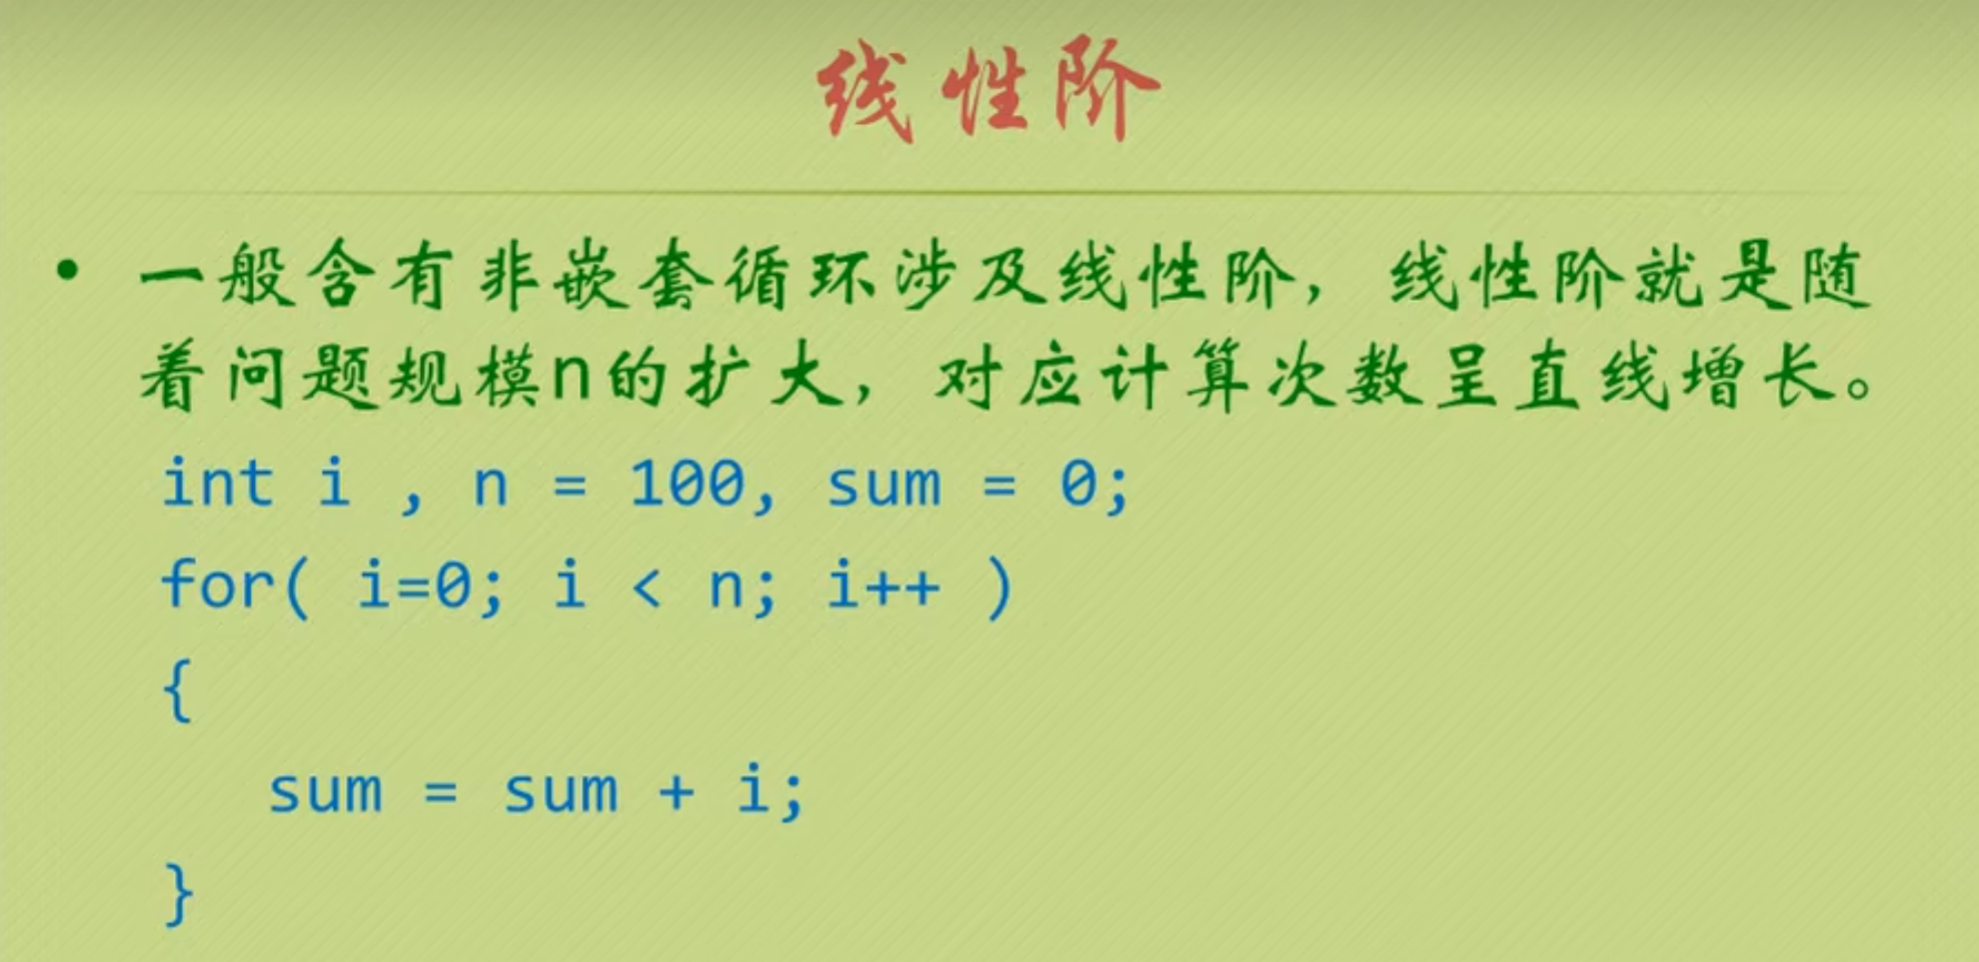 线性阶
• 一般含有非嵌套循环涉及线性阶，线性阶就是随
着问题规模n的扩大，对应计算次数呈直线增长。
int i , n = 100, sum = 0;
for( i=0; i < n; i++ )
{
sum = sum + i;
}